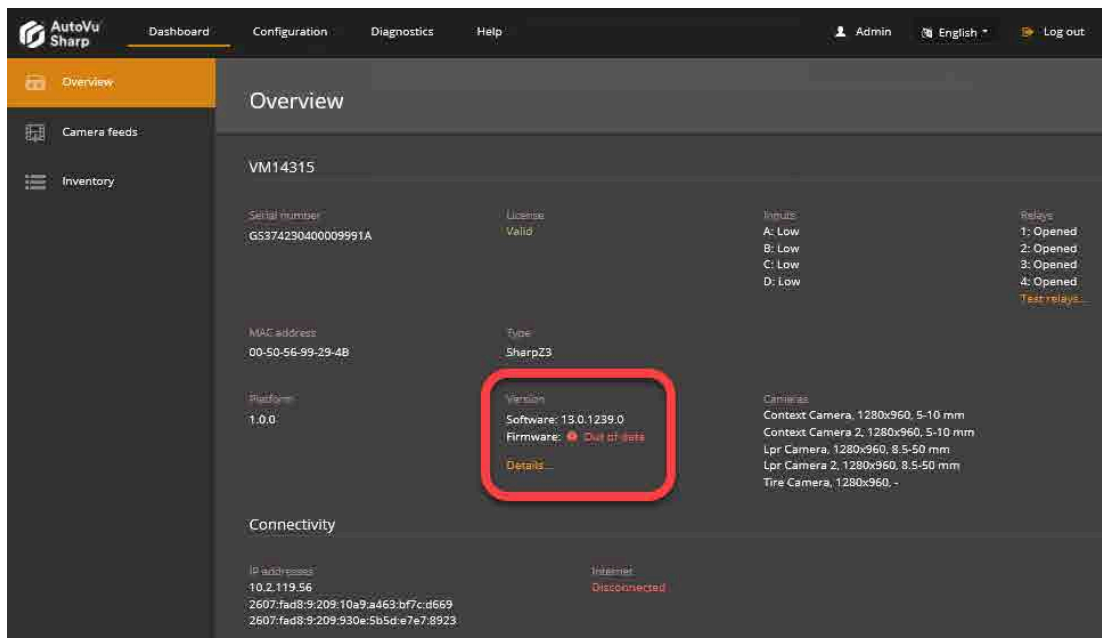 AutoVu Sharp
Dashboard
Configuration
Diagnostics
Help
Admin
English
Log out
Overview
Camera feeds
Inventory
Overview
VM14315
Serial number
GS374230400009991A
License
Valid
Inputs
A: Low
B: Low
C: Low
D: Low
Relays
1: Opened
2: Opened
3: Opened
4: Opened
Test relays...
MAC address
00-50-56-99-29-4B
Type
SharpZ3
Platform
1.0.0
Version
Software: 13.0.1239.0
Firmware: Out of date
Details...
Cameras
Context Camera, 1280x960, 5-10 mm
Context Camera 2, 1280x960, 5-10 mm
Lpr Camera, 1280x960, 8.5-50 mm
Lpr Camera 2, 1280x960, 8.5-50 mm
Tire Camera, 1280x960, -
Connectivity
IP addresses
10.2.119.56
2607:fad8:9:209:10a9:a463:bf7c:d669
2607:fad8:9:209:930e:5b5d:e7e7:8923
Internet
Disconnected